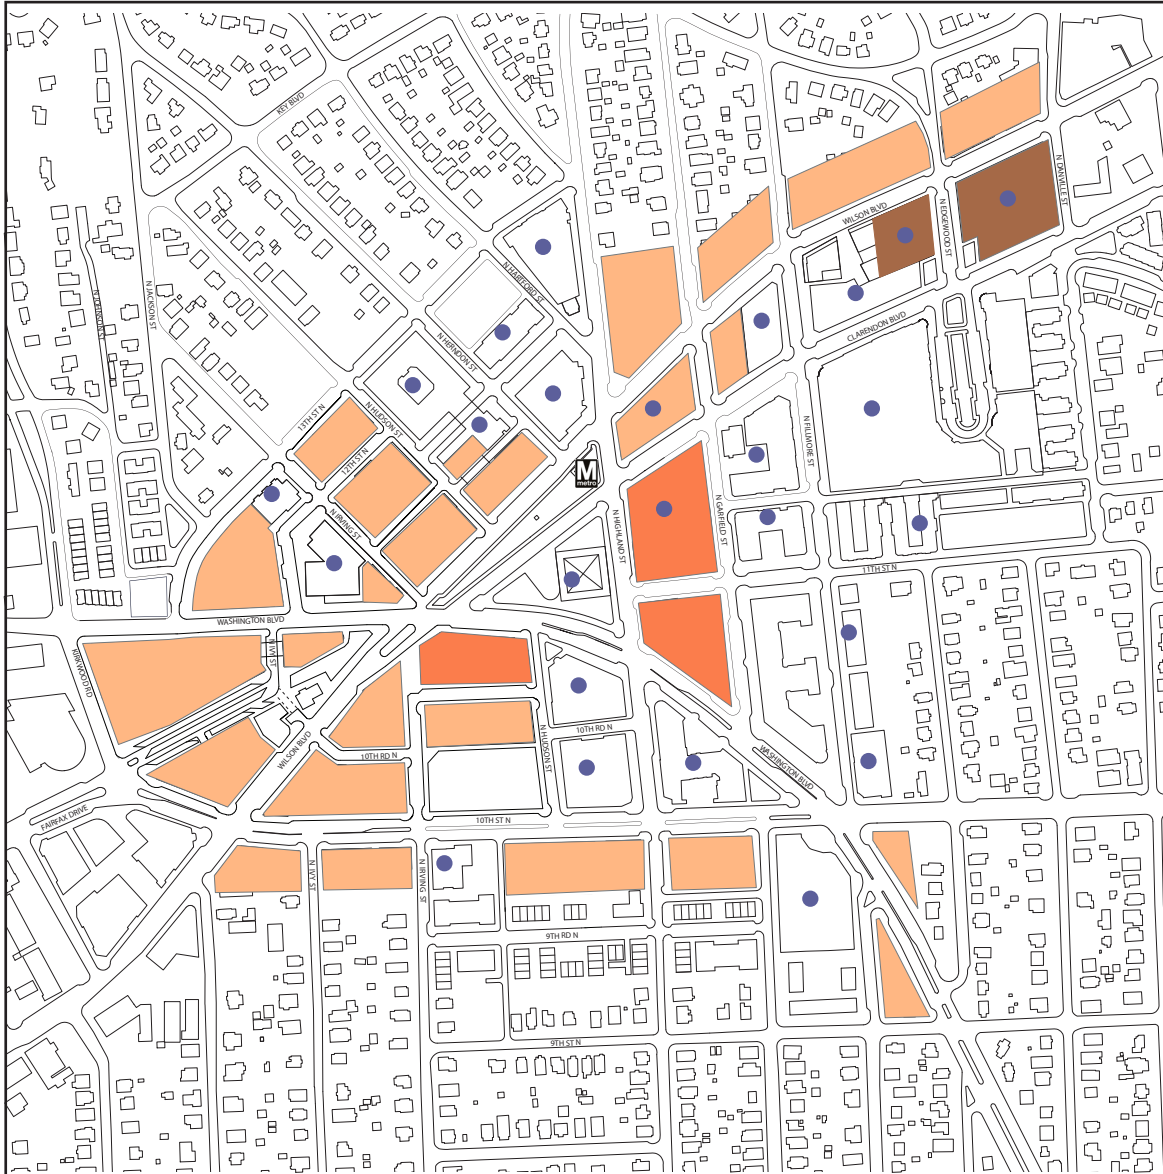 KEY BLVD
N DANVILLE ST
WILSON BLVD
N EDGEWOOD ST
N HARTFORD ST
N JOHNSON ST
N JACKSON ST
CLARENDON BLVD
N HERNDON ST
13TH ST N
N HUDSON ST
N FILLMORE ST
12TH ST N
M
metro
N IRVING ST
N HIGHLAND ST
N GARFIELD ST
11TH ST N
WASHINGTON BLVD
N IVY ST
KIRKWOOD RD
WILSON BLVD
10TH RD N
N HUDSON ST
10TH RD N
WASHINGTON BLVD
FAIRFAX DRIVE
10TH ST N
N IVY ST
N IRVING ST
9TH RD N
9TH ST N